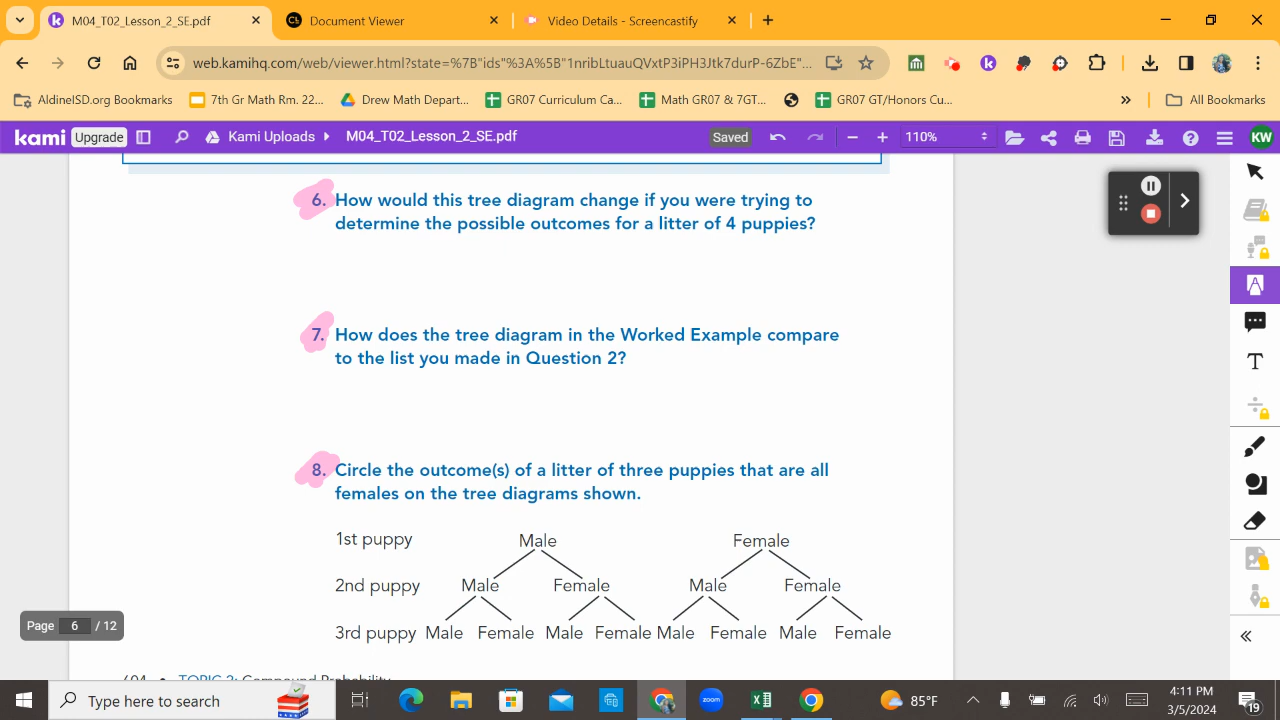 M04_T02_Lesson_2_SE.pdf
Document Viewer
Video Details - Screencastify
web.kamihq.com/web/viewer.html?state=%7B"ids"%3A%5B"1nribLtuauQVxtP3iPH3Jtk7durP-6ZbE"...
AldineISD.org Bookmarks
7th Gr Math Rm. 22...
Drew Math Depart...
GR07 Curriculum Ca...
Math GR07 & 7GT...
GR07 GT/Honors Cu...
»
All Bookmarks
kami Upgrade
Kami Uploads
M04_T02_Lesson_2_SE.pdf
Saved
110%
KW
6. How would this tree diagram change if you were trying to
determine the possible outcomes for a litter of 4 puppies?
7. How does the tree diagram in the Worked Example compare
to the list you made in Question 2?
8. Circle the outcome(s) of a litter of three puppies that are all
females on the tree diagrams shown.
1st puppy Male Female
2nd puppy Male Female Male Female
3rd puppy Male Female Male Female Male Female Male Female
Page 6 / 12
604 • TOPIC 2: Compound Probability
Type here to search
zoom
85°F
4:11 PM
3/5/2024
19